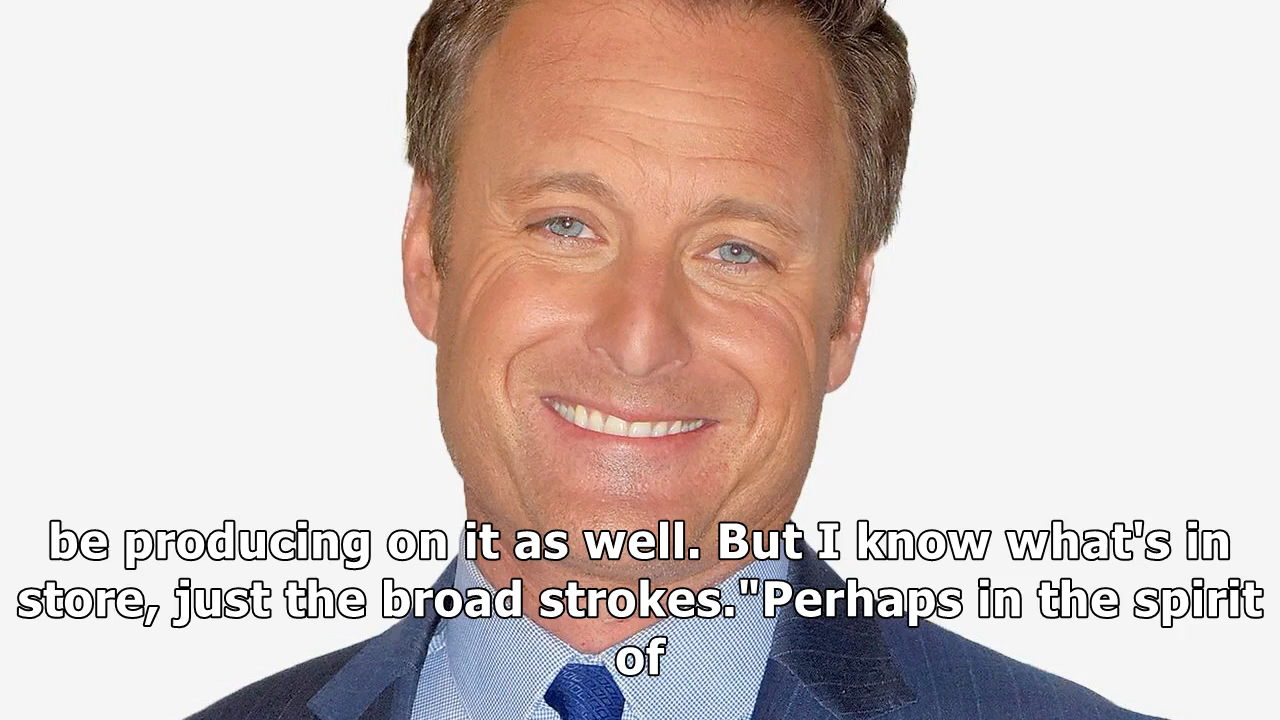 be producing on it as well. But I know what's in
store, just the broad strokes."Perhaps in the spirit
of